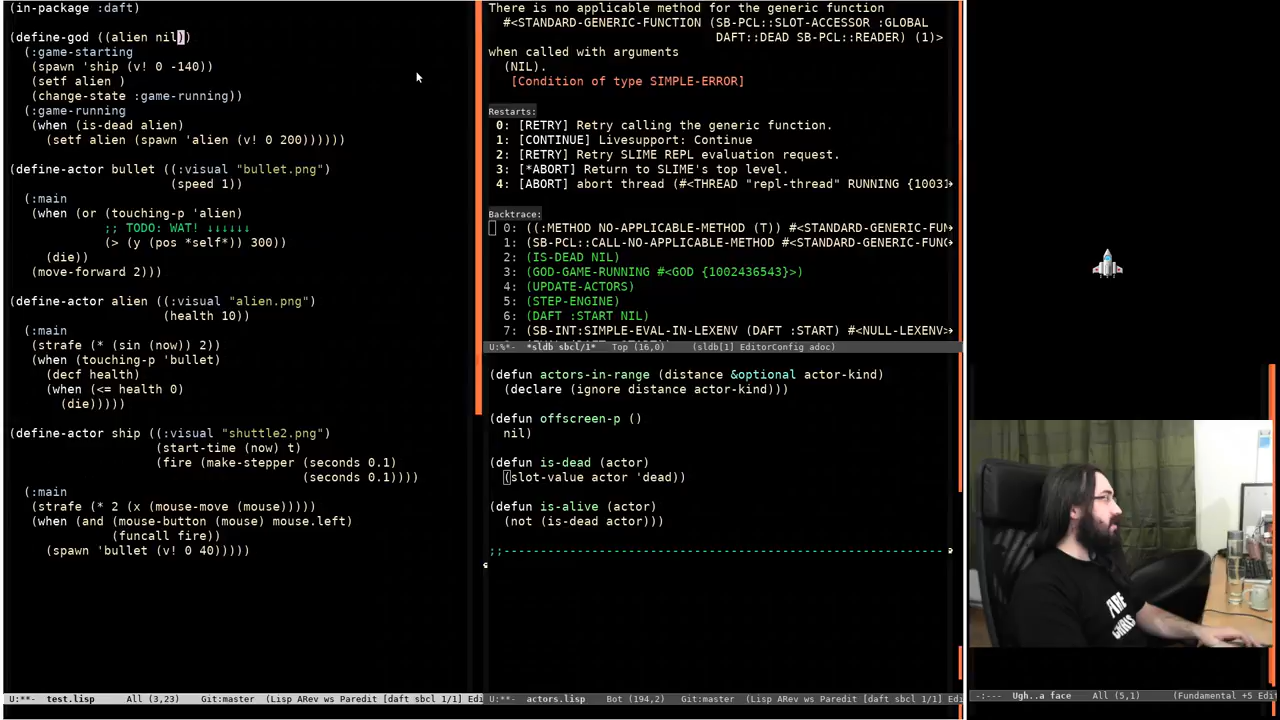 (in-package :daft)
(define-god ((alien nil))
(:game-starting
(spawn 'ship (v! 0 -140))
(setf alien )
(change-state :game-running))
(:game-running
(when (is-dead alien)
(setf alien (spawn 'alien (v! 0 200))))))
(define-actor bullet ((:visual "bullet.png")
(speed 1))
(:main
(when (or (touching-p 'alien)
;; TODO: WAT! ↓↓↓↓↓↓
(> (y (pos *self*)) 300))
(die))
(move-forward 2)))
(define-actor alien ((:visual "alien.png")
(health 10))
(:main
(strafe (* (sin (now)) 2))
(when (touching-p 'bullet)
(decf health)
(when (<= health 0)
(die)))))
(define-actor ship ((:visual "shuttle2.png")
(start-time (now) t)
(fire (make-stepper (seconds 0.1)
(seconds 0.1))))
(:main
(strafe (* 2 (x (mouse-move (mouse)))))
(when (and (mouse-button (mouse) mouse.left)
(funcall fire))
(spawn 'bullet (v! 0 40)))))
U:**- test.lisp All (3,23) Git:master (Lisp ARev ws Paredit [daft sbcl 1/1] Edi
There is no applicable method for the generic function
#<STANDARD-GENERIC-FUNCTION (SB-PCL::SLOT-ACCESSOR :GLOBAL
DAFT::DEAD SB-PCL::READER) (1)>
when called with arguments
(NIL).
[Condition of type SIMPLE-ERROR]
Restarts:
0: [RETRY] Retry calling the generic function.
1: [CONTINUE] Livesupport: Continue
2: [RETRY] Retry SLIME REPL evaluation request.
3: [*ABORT] Return to SLIME's top level.
4: [ABORT] abort thread (#<THREAD "repl-thread" RUNNING {10031
Backtrace:
0: ((:METHOD NO-APPLICABLE-METHOD (T)) #<STANDARD-GENERIC-FUN
1: (SB-PCL::CALL-NO-APPLICABLE-METHOD #<STANDARD-GENERIC-FUNC
2: (IS-DEAD NIL)
3: (GOD-GAME-RUNNING #<GOD {1002436543}>)
4: (UPDATE-ACTORS)
5: (STEP-ENGINE)
6: (DAFT :START NIL)
7: (SB-INT:SIMPLE-EVAL-IN-LEXENV (DAFT :START) #<NULL-LEXENV>
U:%*- *sldb sbcl/1* Top (16,0) (sldb[1] EditorConfig adoc)
(defun actors-in-range (distance &optional actor-kind)
(declare (ignore distance actor-kind)))
(defun offscreen-p ()
nil)
(defun is-dead (actor)
(slot-value actor 'dead))
(defun is-alive (actor)
(not (is-dead actor)))
;;------------------------------------------------------------
U:**- actors.lisp Bot (194,2) Git:master (Lisp ARev ws Paredit [daft sbcl 1/1] Edi
ARE
CHRIS
-:--- Ugh..a face All (5,1) (Fundamental +5 Edit